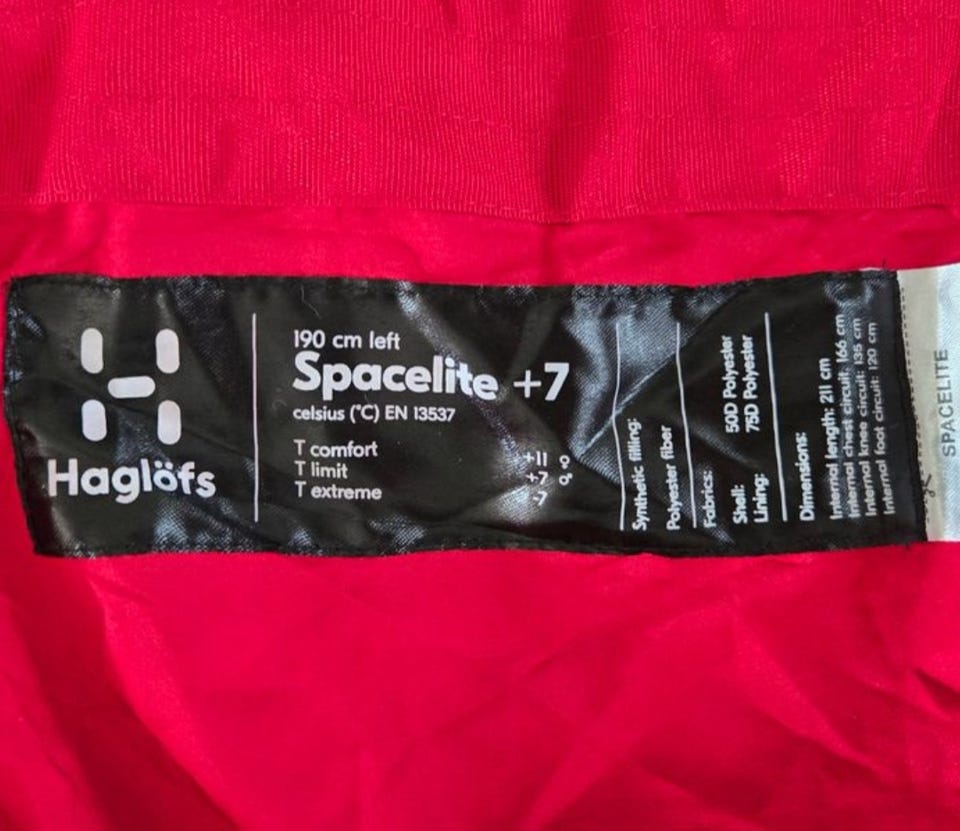 Haglöfs
190 cm left
Spacelite +7
celsius (°C) EN 13537
T comfort +11 ♀
T limit +7 ♂
T extreme -7
Synthetic filling:
Polyester fiber
Fabrics:
Shell: 50D Polyester
Lining: 75D Polyester
Dimensions:
Internal length: 211 cm
Internal chest circuit: 166 cm
Internal knee circuit: 135 cm
Internal foot circuit: 120 cm
SPACELITE